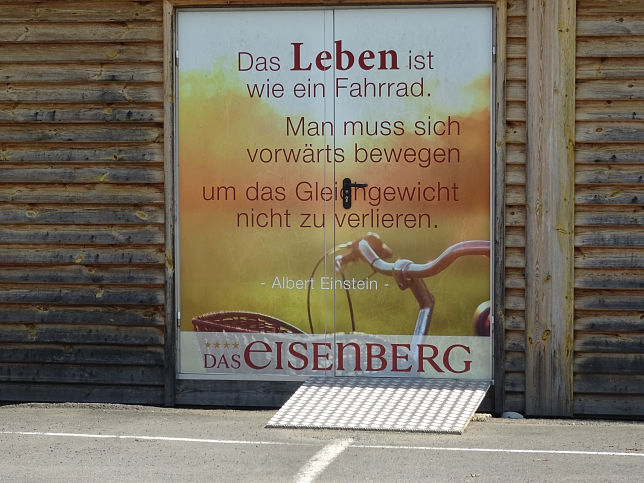 Das Leben ist
wie ein Fahrrad.
Man muss sich
vorwärts bewegen
um das Gleichgewicht
nicht zu verlieren.
- Albert Einstein -
DAS EISENBERG